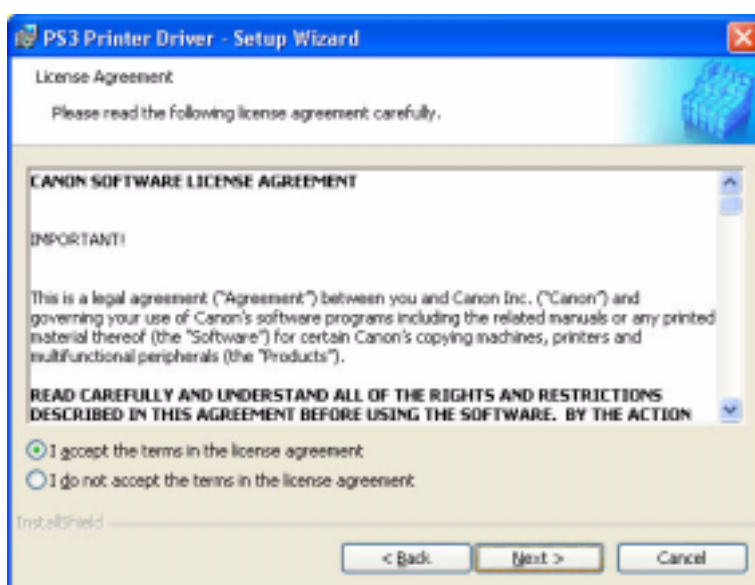 PS3 Printer Driver - Setup Wizard
License Agreement
Please read the following license agreement carefully.
CANON SOFTWARE LICENSE AGREEMENT
IMPORTANT!
This is a legal agreement ("Agreement") between you and Canon Inc. ("Canon") and
governing your use of Canon's software programs including the related manuals or any printed
material thereof (the "Software") for certain Canon's copying machines, printers and
multifunctional peripherals (the "Products").
READ CAREFULLY AND UNDERSTAND ALL OF THE RIGHTS AND RESTRICTIONS
DESCRIBED IN THIS AGREEMENT BEFORE USING THE SOFTWARE. BY THE ACTION
I accept the terms in the license agreement
I do not accept the terms in the license agreement
InstallShield
< Back
Next >
Cancel